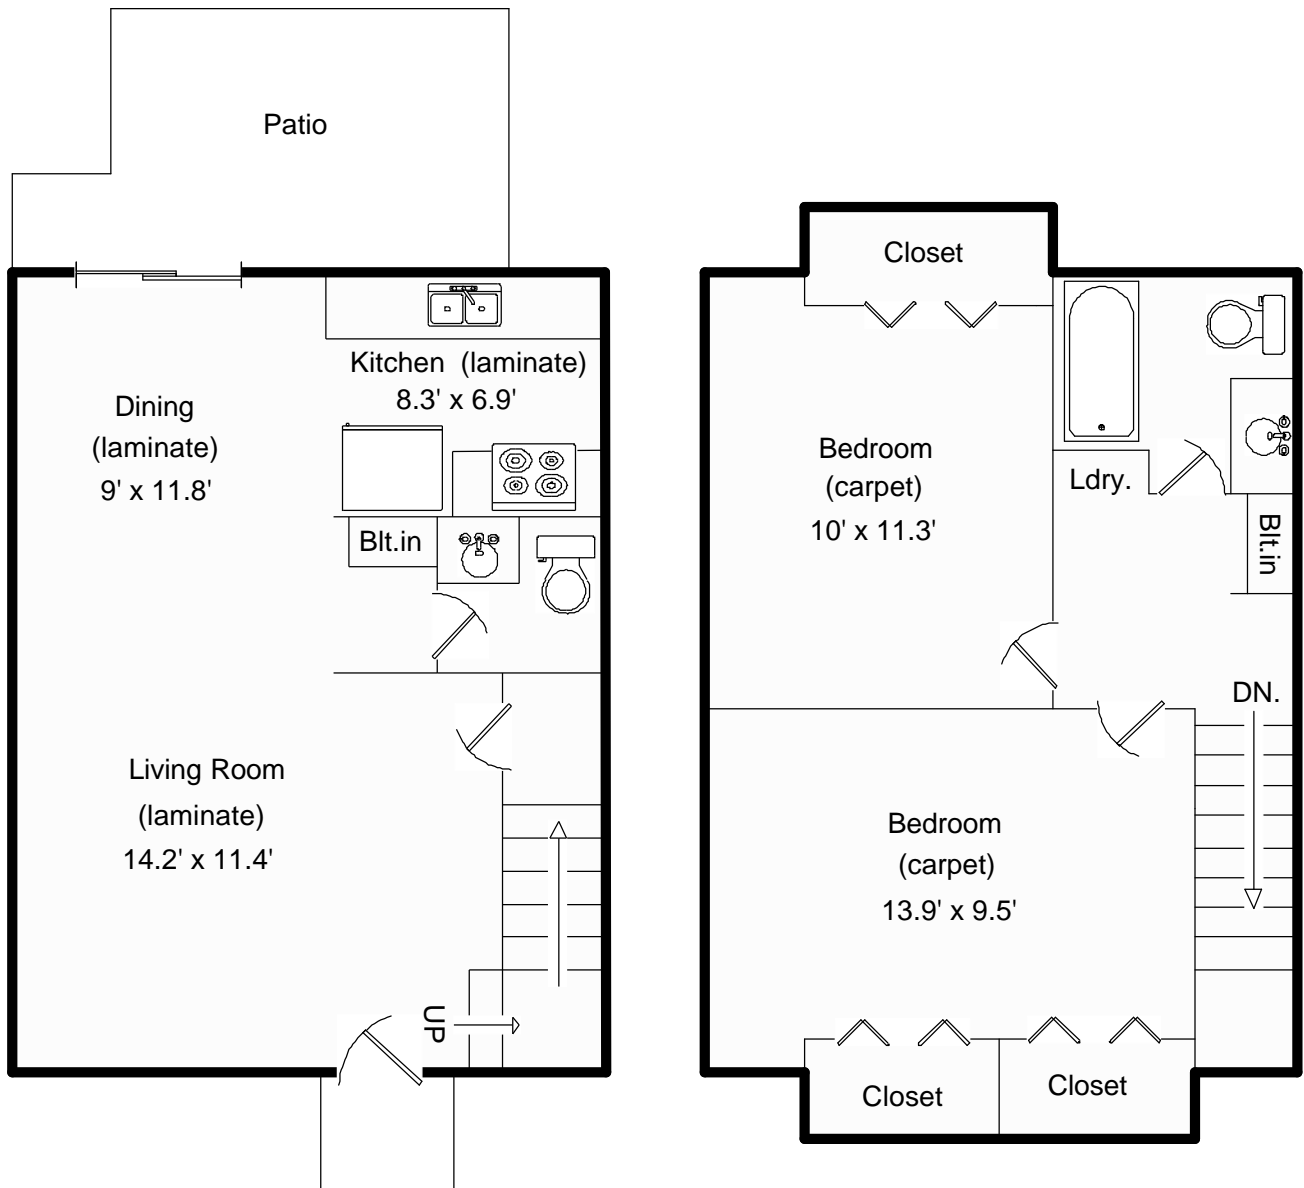 Patio
Kitchen (laminate)
8.3' x 6.9'
Dining
(laminate)
9' x 11.8'
Blt.in
Living Room
(laminate)
14.2' x 11.4'
UP
Closet
Bedroom
(carpet)
10' x 11.3'
Ldry.
Blt.in
DN.
Bedroom
(carpet)
13.9' x 9.5'
Closet
Closet